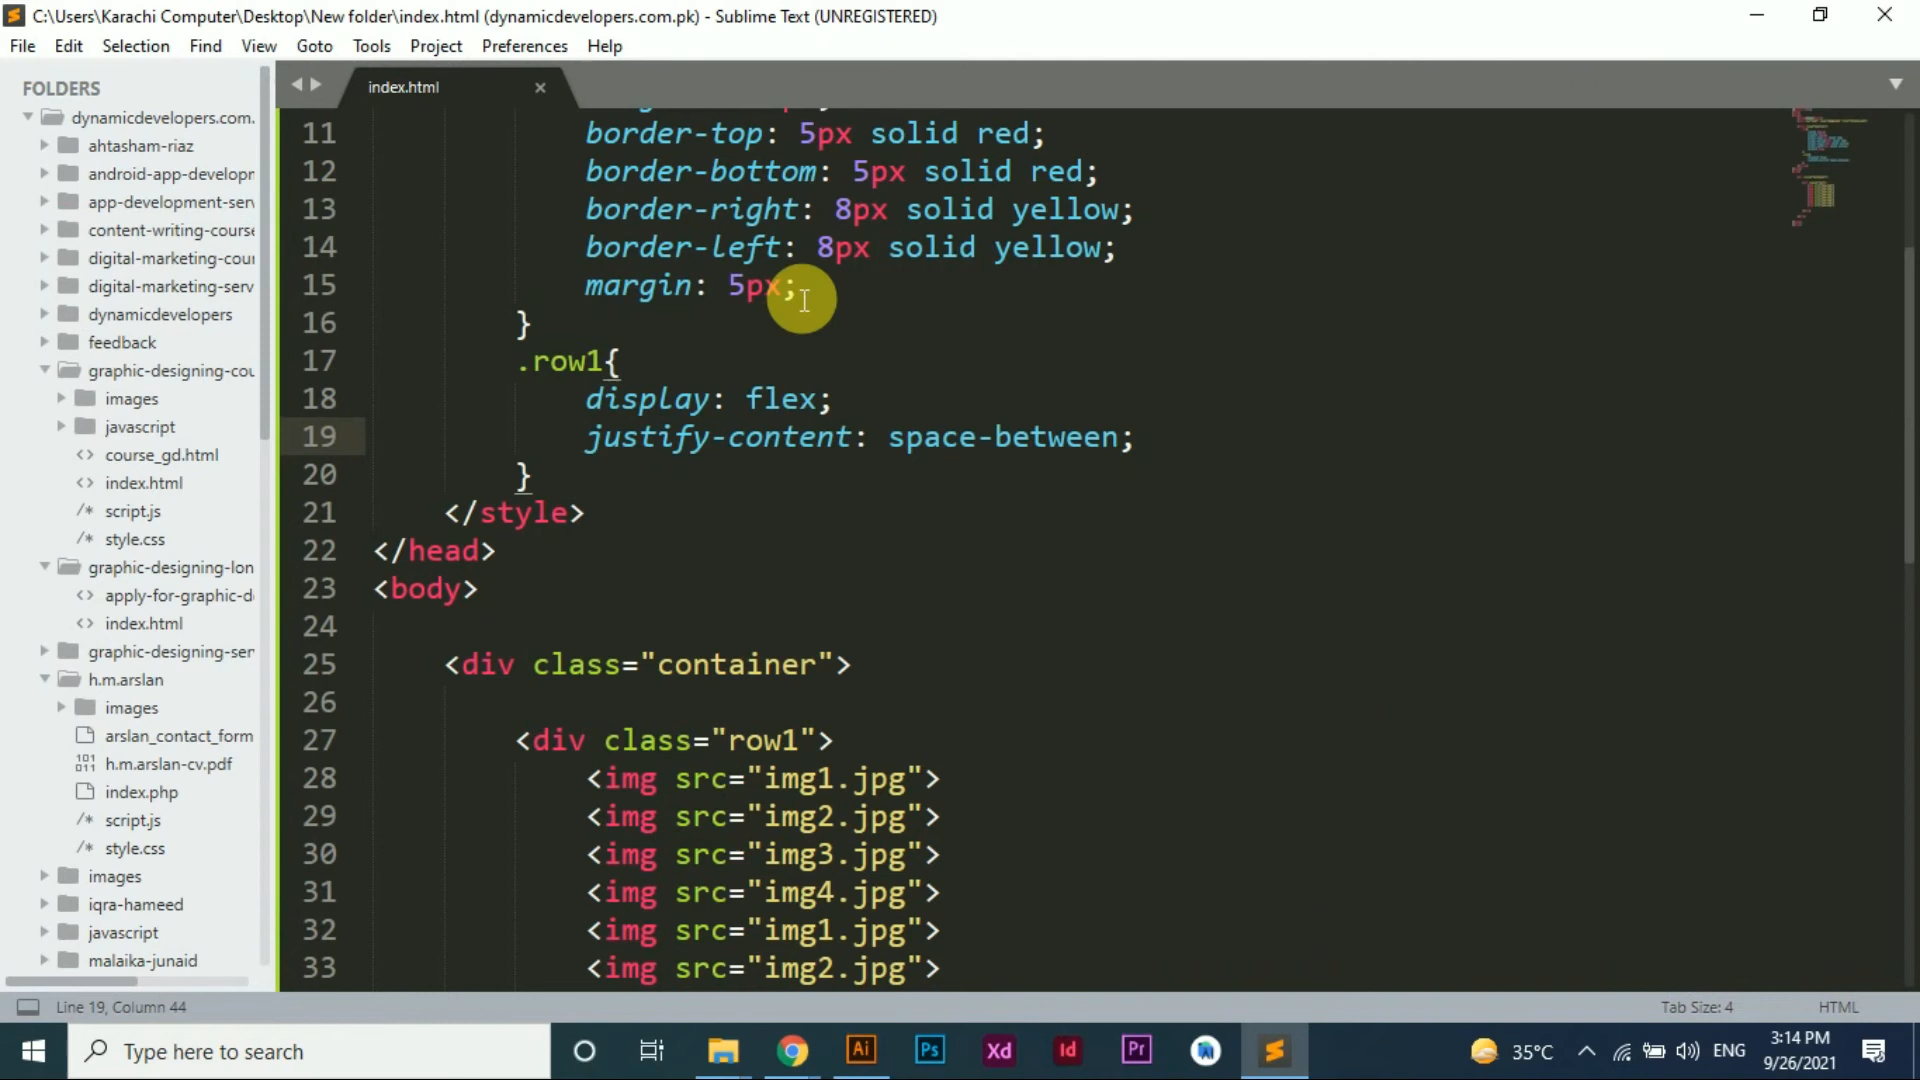 C:\Users\Karachi Computer\Desktop\New folder\index.html (dynamicdevelopers.com.pk) - Sublime Text (UNREGISTERED)
File Edit Selection Find View Goto Tools Project Preferences Help
FOLDERS
dynamicdevelopers.com.
ahtasham-riaz
android-app-developr
app-development-serv
content-writing-course
digital-marketing-cour
digital-marketing-serv
dynamicdevelopers
feedback
graphic-designing-cou
images
javascript
course_gd.html
index.html
script.js
style.css
graphic-designing-lon
apply-for-graphic-d
index.html
graphic-designing-ser
h.m.arslan
images
arslan_contact_form
h.m.arslan-cv.pdf
index.php
script.js
style.css
images
iqra-hameed
javascript
malaika-junaid
index.html
11 border-top: 5px solid red;
12 border-bottom: 5px solid red;
13 border-right: 8px solid yellow;
14 border-left: 8px solid yellow;
15 margin: 5px;
16 }
17 .row1{
18 display: flex;
19 justify-content: space-between;
20 }
21 </style>
22 </head>
23 <body>
24
25 <div class="container">
26
27 <div class="row1">
28 <img src="img1.jpg">
29 <img src="img2.jpg">
30 <img src="img3.jpg">
31 <img src="img4.jpg">
32 <img src="img1.jpg">
33 <img src="img2.jpg">
Line 19, Column 44
Tab Size: 4 HTML
Type here to search
Ai Ps Xd Id Pr
35°C ENG
3:14 PM
9/26/2021